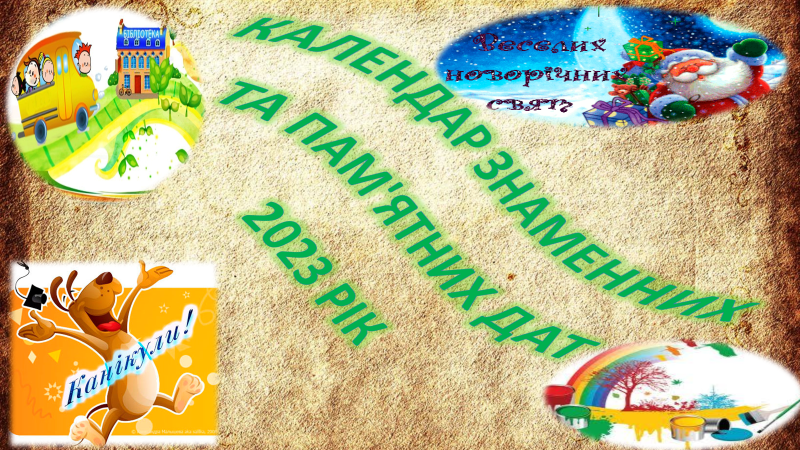 БІБЛІОТЕКА
КАЛЕНДАР ЗНАМЕННИХ
ТА ПАМ'ЯТНИХ ДАТ
2023 РІК
Веселих
новорічних
свят!
Канікули!